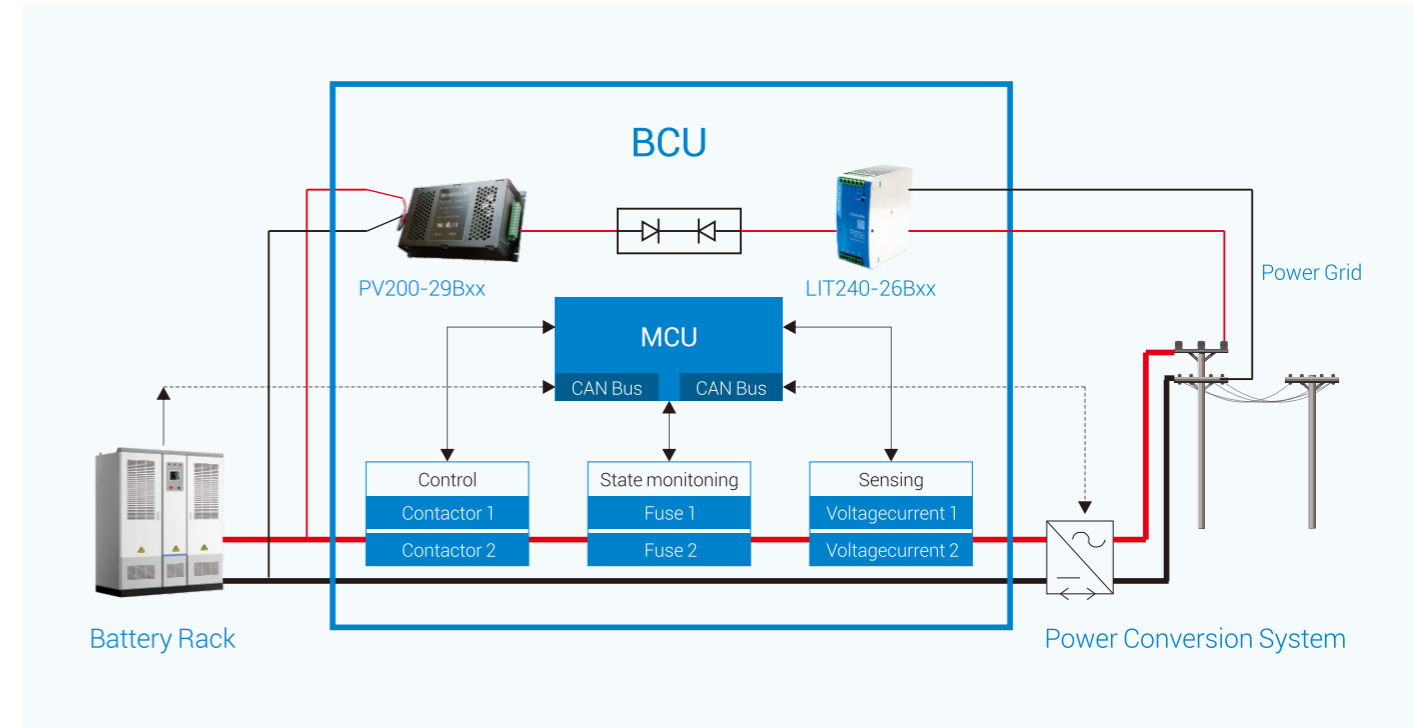 BCU
PV200-29Bxx
LIT240-26Bxx
Power Grid
MCU
CAN Bus
CAN Bus
Control
State monitoning
Sensing
Contactor 1
Fuse 1
Voltagecurrent 1
Contactor 2
Fuse 2
Voltagecurrent 2
Battery Rack
Power Conversion System